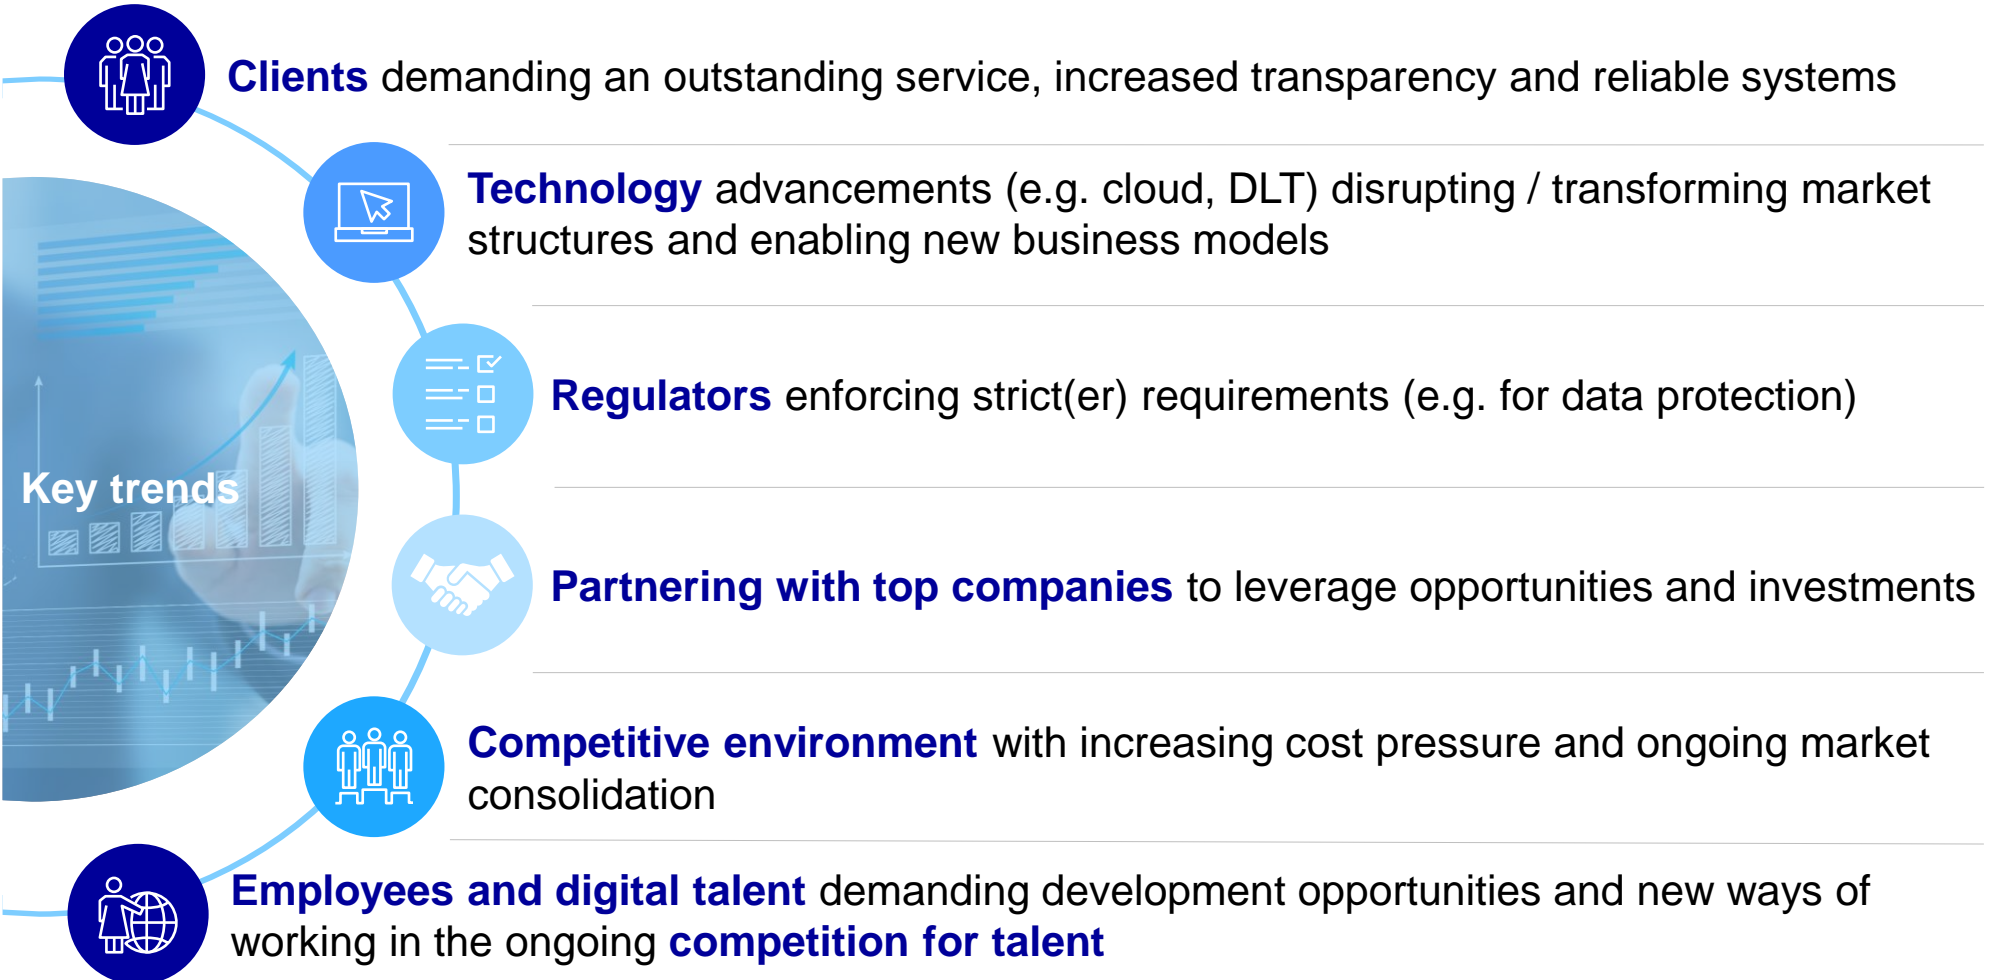 Clients demanding an outstanding service, increased transparency and reliable systems
Technology advancements (e.g. cloud, DLT) disrupting / transforming market
structures and enabling new business models
Regulators enforcing strict(er) requirements (e.g. for data protection)
Key trends
Partnering with top companies to leverage opportunities and investments
Competitive environment with increasing cost pressure and ongoing market
consolidation
Employees and digital talent demanding development opportunities and new ways of
working in the ongoing competition for talent